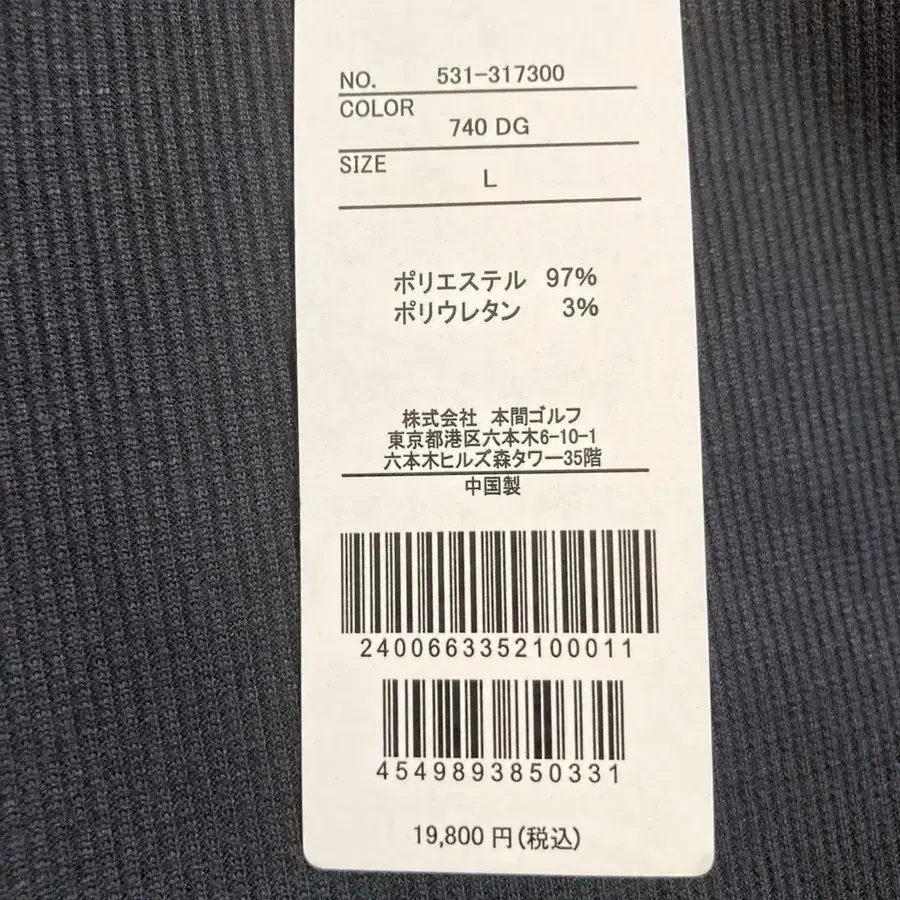 NO. 531-317300
COLOR
740 DG
SIZE
L
ポリエステル 97%
ポリウレタン 3%
株式会社 本間ゴルフ
東京都港区六本木6-10-1
六本木ヒルズ森タワー35階
中国製
2400663352100011
4549893850331
19,800 円(税込)